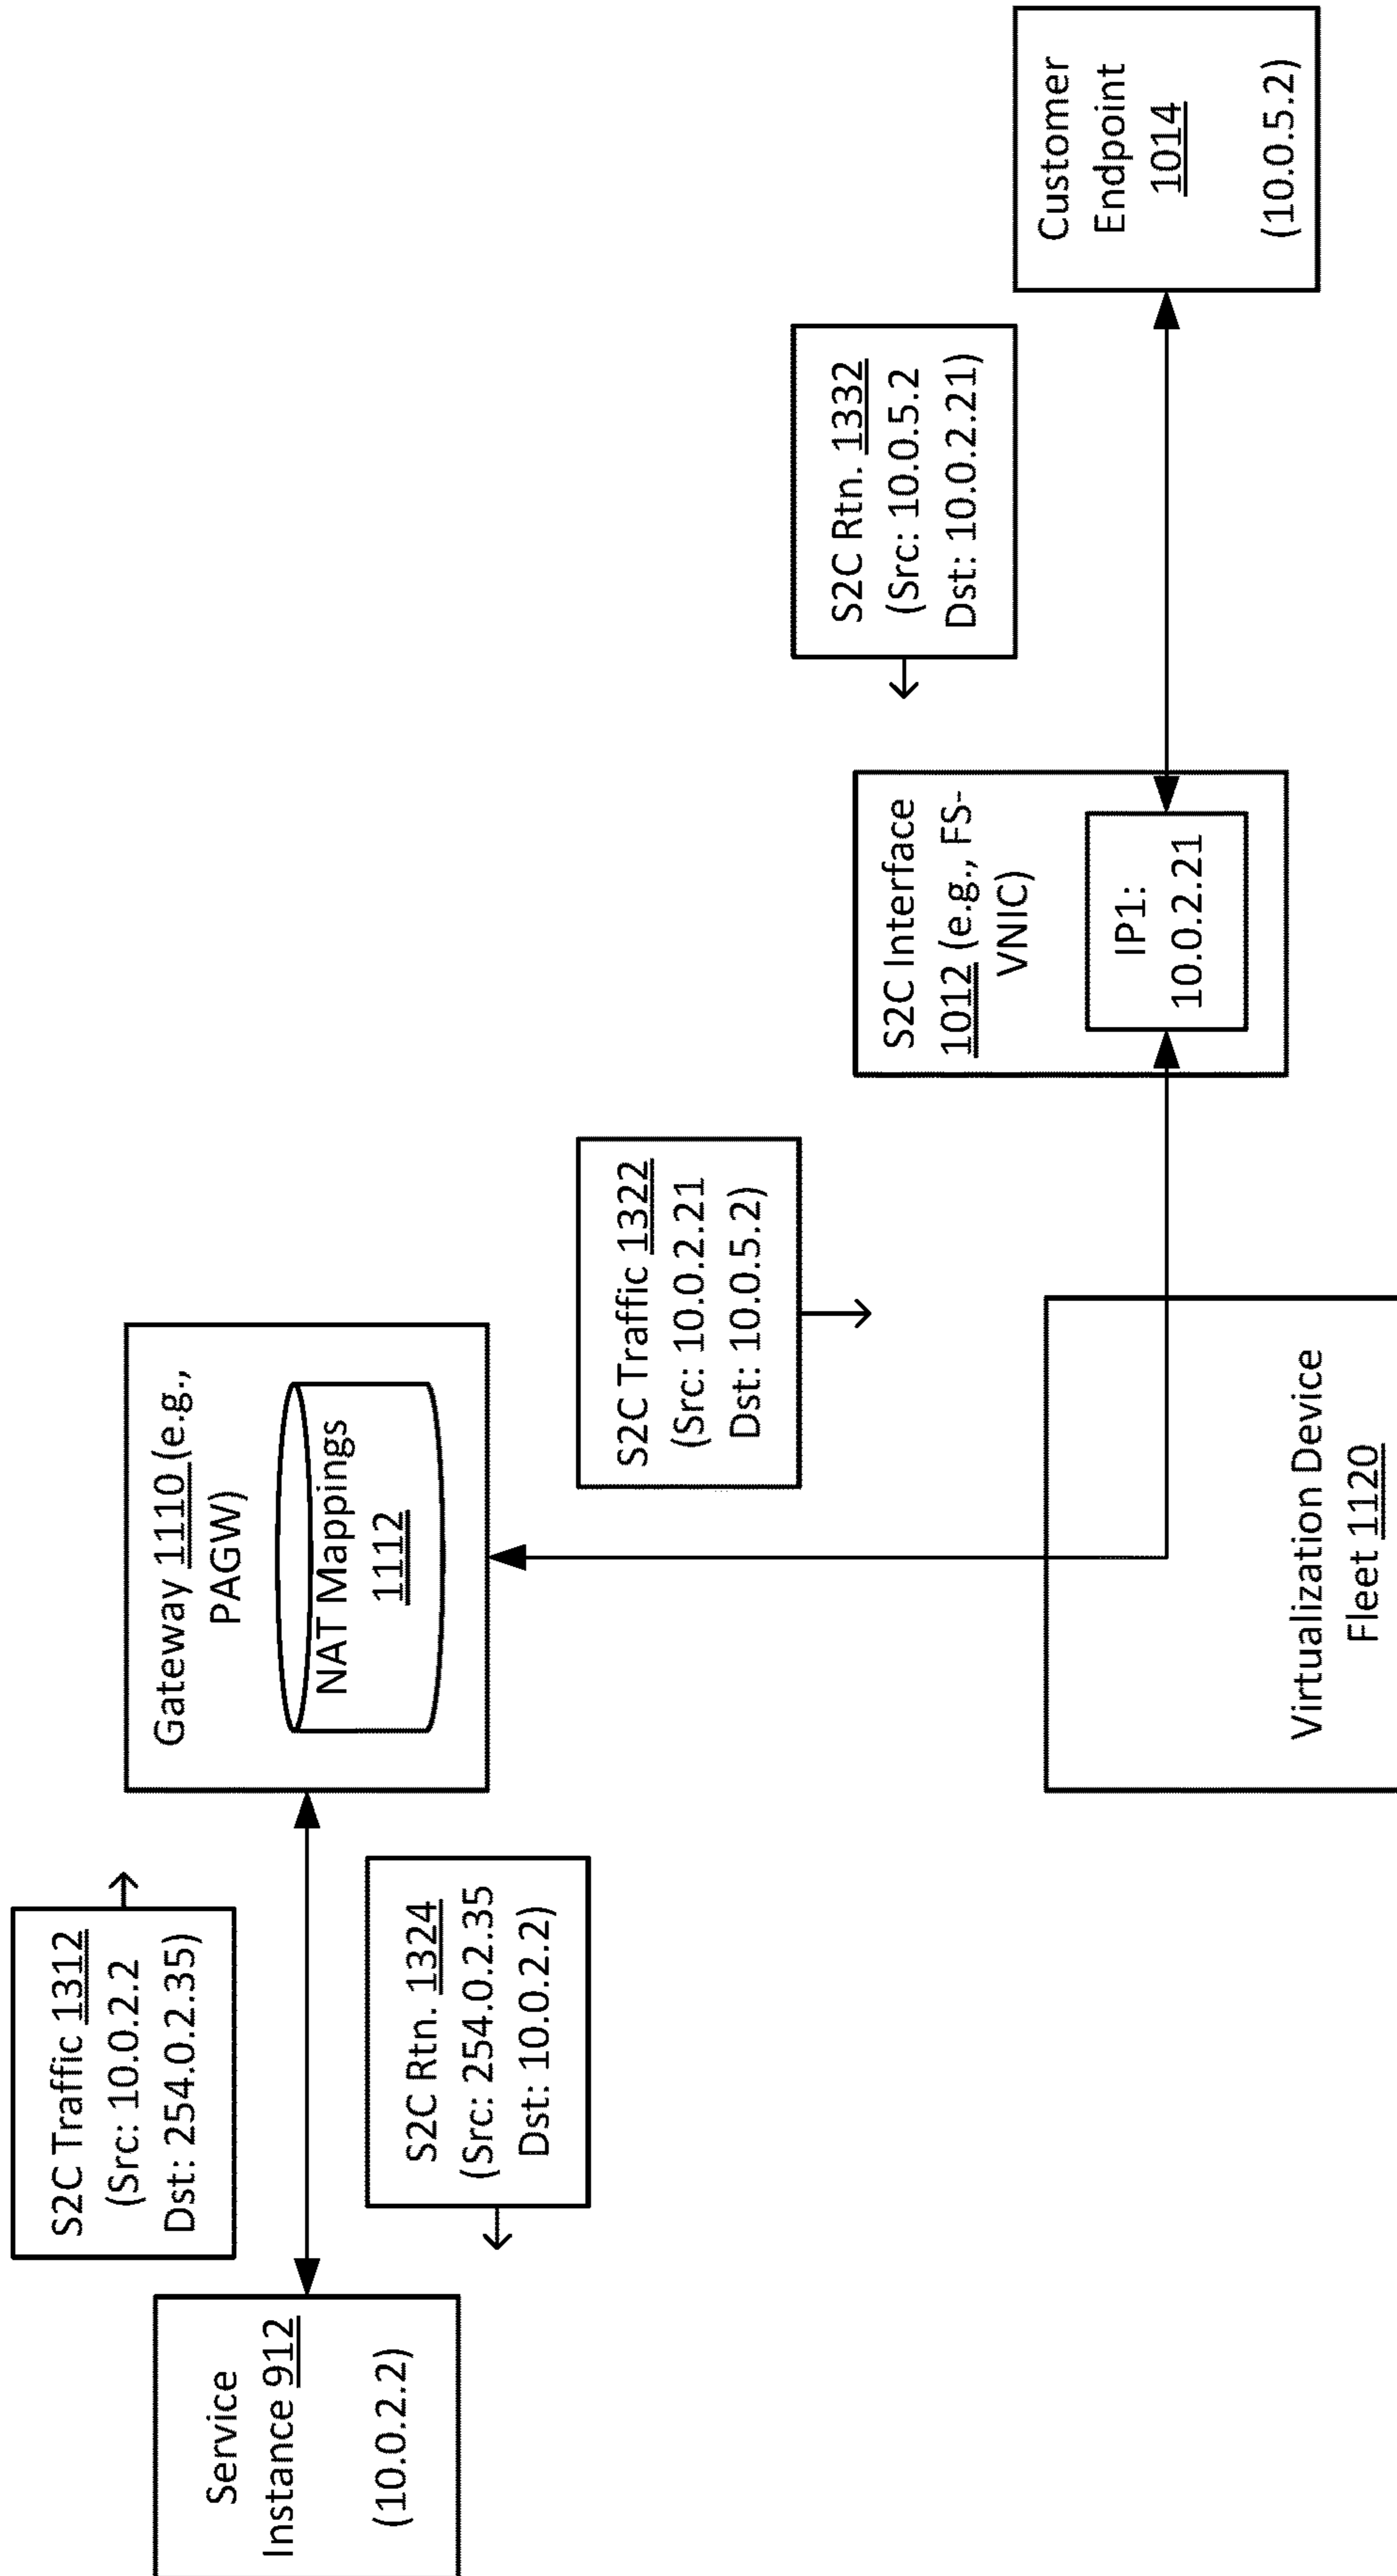 S2C Traffic 1312
(Src: 10.0.2.2
Dst: 254.0.2.35)
Service
Instance 912
(10.0.2.2)
S2C Rtn. 1324
(Src: 254.0.2.35
Dst: 10.0.2.2)
Gateway 1110 (e.g.,
PAGW)
NAT Mappings
1112
S2C Traffic 1322
(Src: 10.0.2.21
Dst: 10.0.5.2)
Virtualization Device
Fleet 1120
S2C Interface
1012 (e.g., FS-
VNIC)
IP1:
10.0.2.21
S2C Rtn. 1332
(Src: 10.0.5.2
Dst: 10.0.2.21)
Customer
Endpoint
1014
(10.0.5.2)